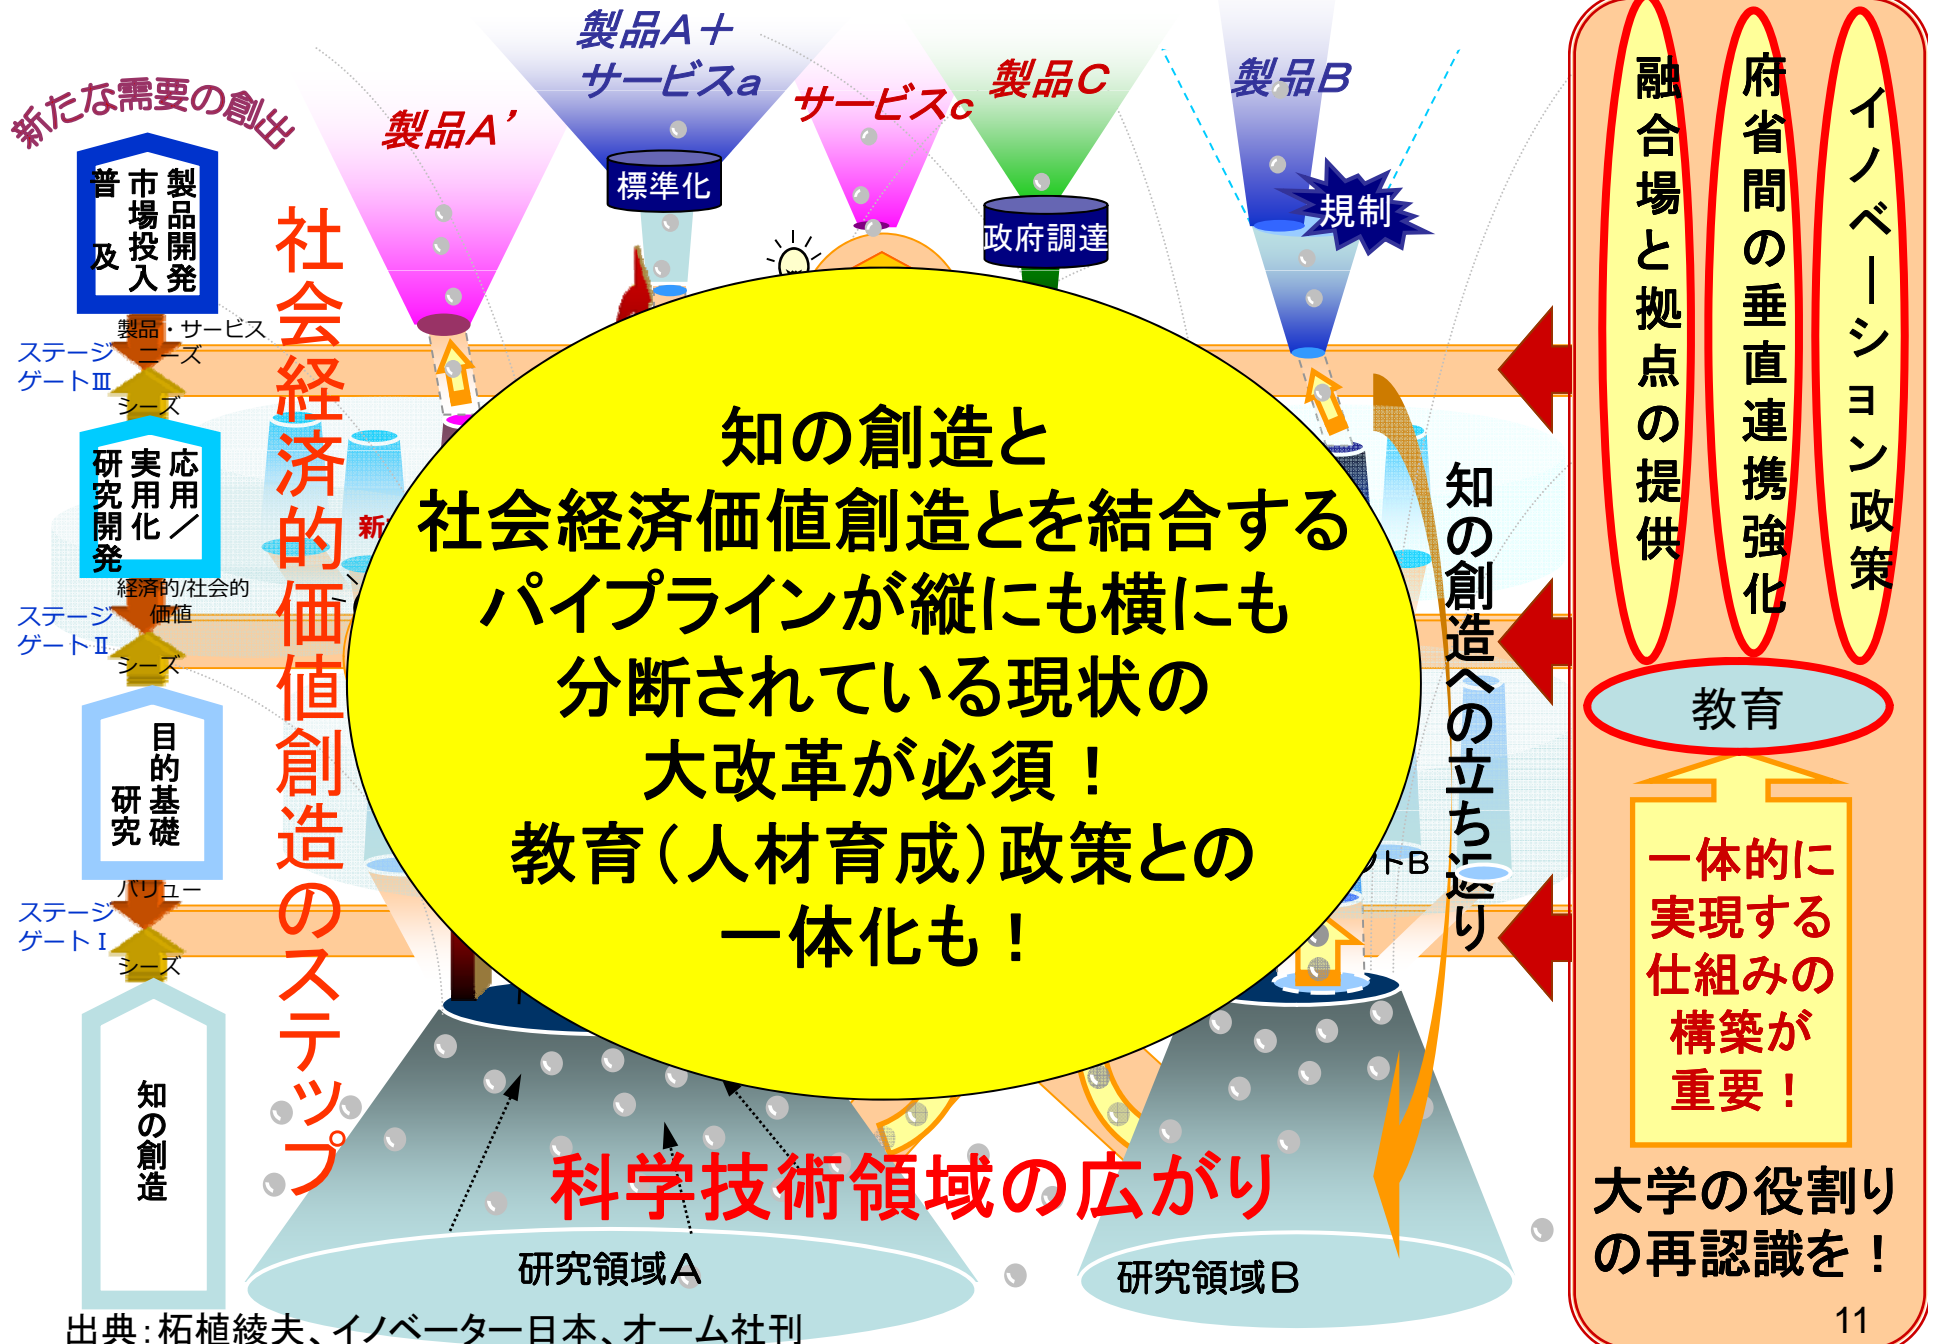 新たな需要の創出
製品A＋
サービスa
製品A’
サービスc
製品C
製品B
標準化
政府調達
規制
製品開発
市場投入
普　及
製品・サービス
ニーズ
ステージ
ゲートⅢ
シーズ
応用／
実用化
研究開発
経済的/社会的
価値
ステージ
ゲートⅡ
シーズ
目的基礎
研究
バリュー
ステージ
ゲートⅠ
シーズ
知の創造
社会経済的価値創造のステップ
新
知の創造と
社会経済価値創造とを結合する
パイプラインが縦にも横にも
分断されている現状の
大改革が必須！
教育（人材育成）政策との
一体化も！
トB
知の創造への立ち返り
科学技術領域の広がり
研究領域A
研究領域B
イノベーション政策
府省間の垂直連携強化
融合場と拠点の提供
教育
一体的に
実現する
仕組みの
構築が
重要！
大学の役割り
の再認識を！
出典：柘植綾夫、イノベーター日本、オーム社刊
11